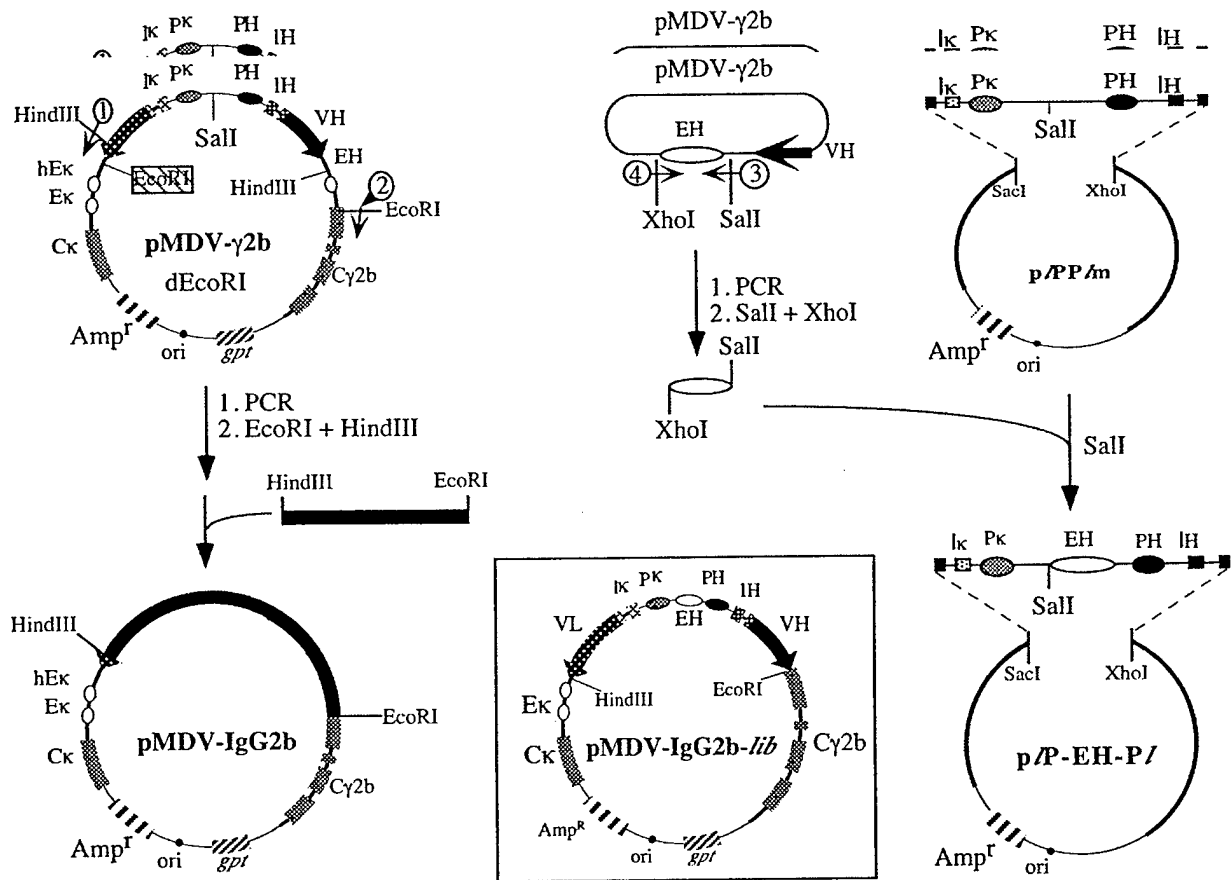 lκ Pκ PH lH
lκ Pκ PH lH
HindIII ① VH
SalI
hEκ EcoRI EH
HindIII ②
Eκ EcoRI
Cκ pMDV-γ2b
dEcoRI Cγ2b
Ampr ori gpt
1. PCR
2. EcoRI + HindIII
HindIII EcoRI
HindIII
hEκ
Eκ EcoRI
pMDV-IgG2b
Cκ Cγ2b
Ampr ori gpt
pMDV-γ2b
pMDV-γ2b
EH
VH
④ ③
XhoI SalI
1. PCR
2. SalI + XhoI
SalI
XhoI
lκ Pκ PH lH
VL EH VH
HindIII EcoRI
Eκ
pMDV-IgG2b-lib
Cκ Cγ2b
AmpR ori gpt
lκ Pκ PH lH
lκ Pκ PH lH
SalI
SacI XhoI
plPPlm
Ampr ori
SalI
lκ Pκ EH PH lH
SalI
SacI XhoI
plP-EH-Pl
Ampr ori